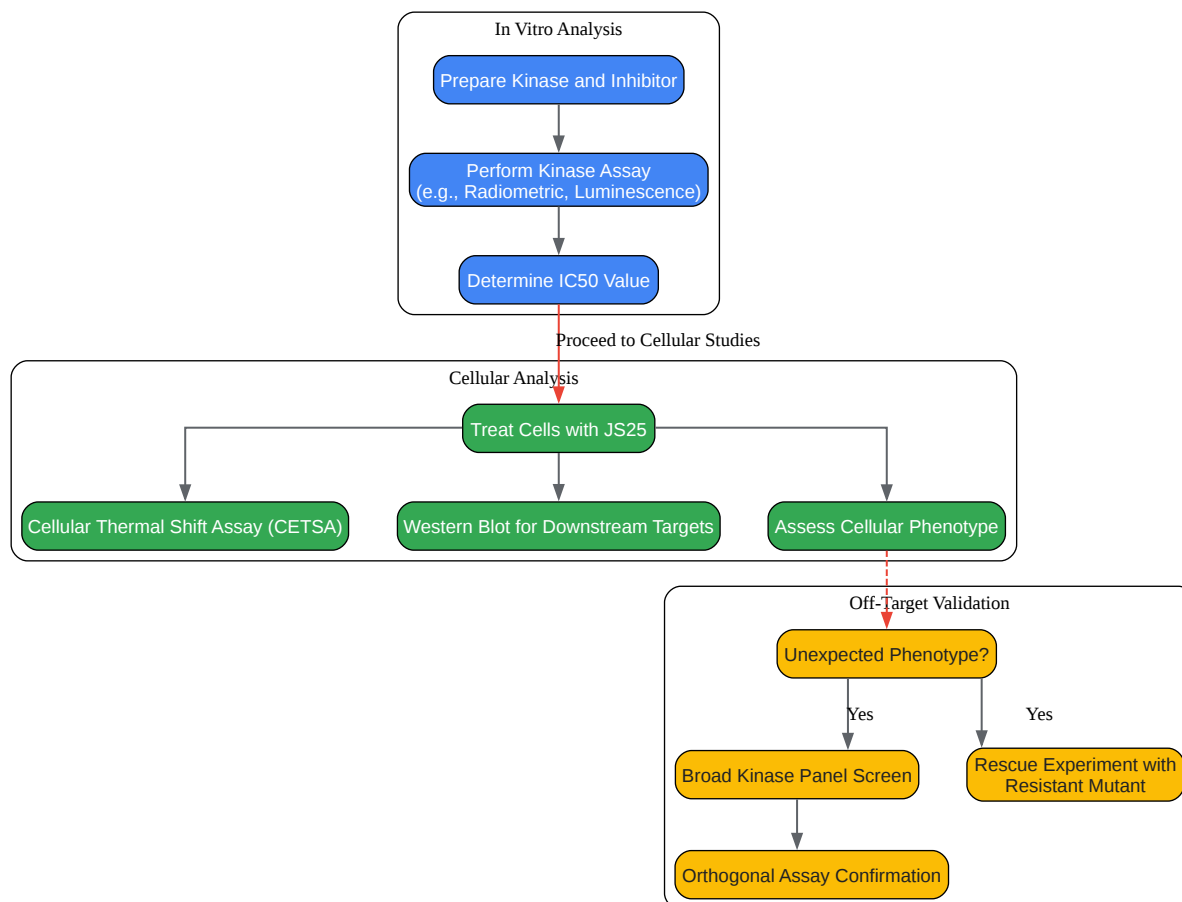 In Vitro Analysis
Prepare Kinase and Inhibitor
Perform Kinase Assay
(e.g., Radiometric, Luminescence)
Determine IC50 Value
Proceed to Cellular Studies
Cellular Analysis
Treat Cells with JS25
Cellular Thermal Shift Assay (CETSA)
Western Blot for Downstream Targets
Assess Cellular Phenotype
Off-Target Validation
Unexpected Phenotype?
Yes
Yes
Broad Kinase Panel Screen
Rescue Experiment with
Resistant Mutant
Orthogonal Assay Confirmation